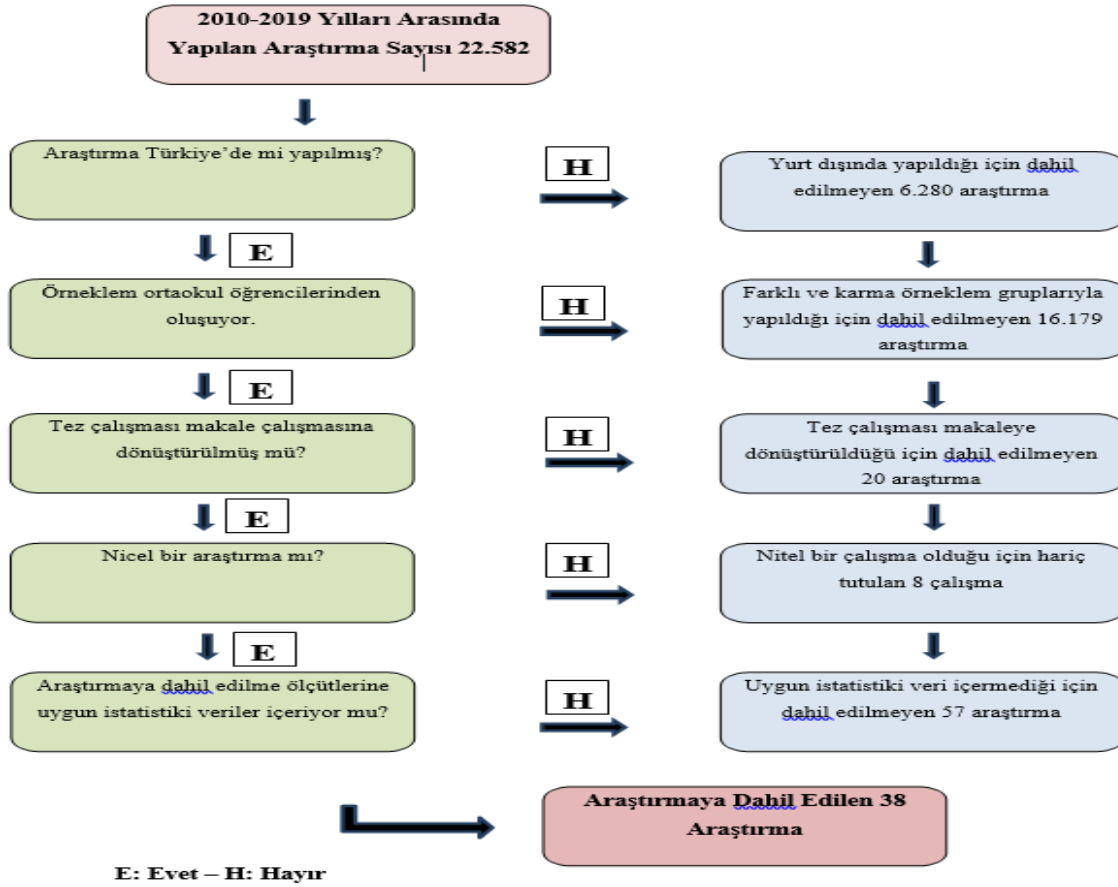 2010-2019 Yılları Arasında
Yapılan Araştırma Sayısı 22.582
Araştırma Türkiye’de mi yapılmış?
H
Yurt dışında yapıldığı için dahil
edilmeyen 6.280 araştırma
E
Örneklem ortaokul öğrencilerinden
oluşuyor.
H
Farklı ve karma örneklem gruplarıyla
yapıldığı için dahil edilmeyen 16.179
araştırma
E
Tez çalışması makale çalışmasına
dönüştürülmüş mü?
H
Tez çalışması makaleye
dönüştürüldüğü için dahil edilmeyen
20 araştırma
E
Nicel bir araştırma mı?
H
Nitel bir çalışma olduğu için hariç
tutulan 8 çalışma
E
Araştırmaya dahil edilme ölçütlerine
uygun istatistiki veriler içeriyor mu?
H
Uygun istatistiki veri içermediği için
dahil edilmeyen 57 araştırma
Araştırmaya Dahil Edilen 38
Araştırma
E: Evet – H: Hayır